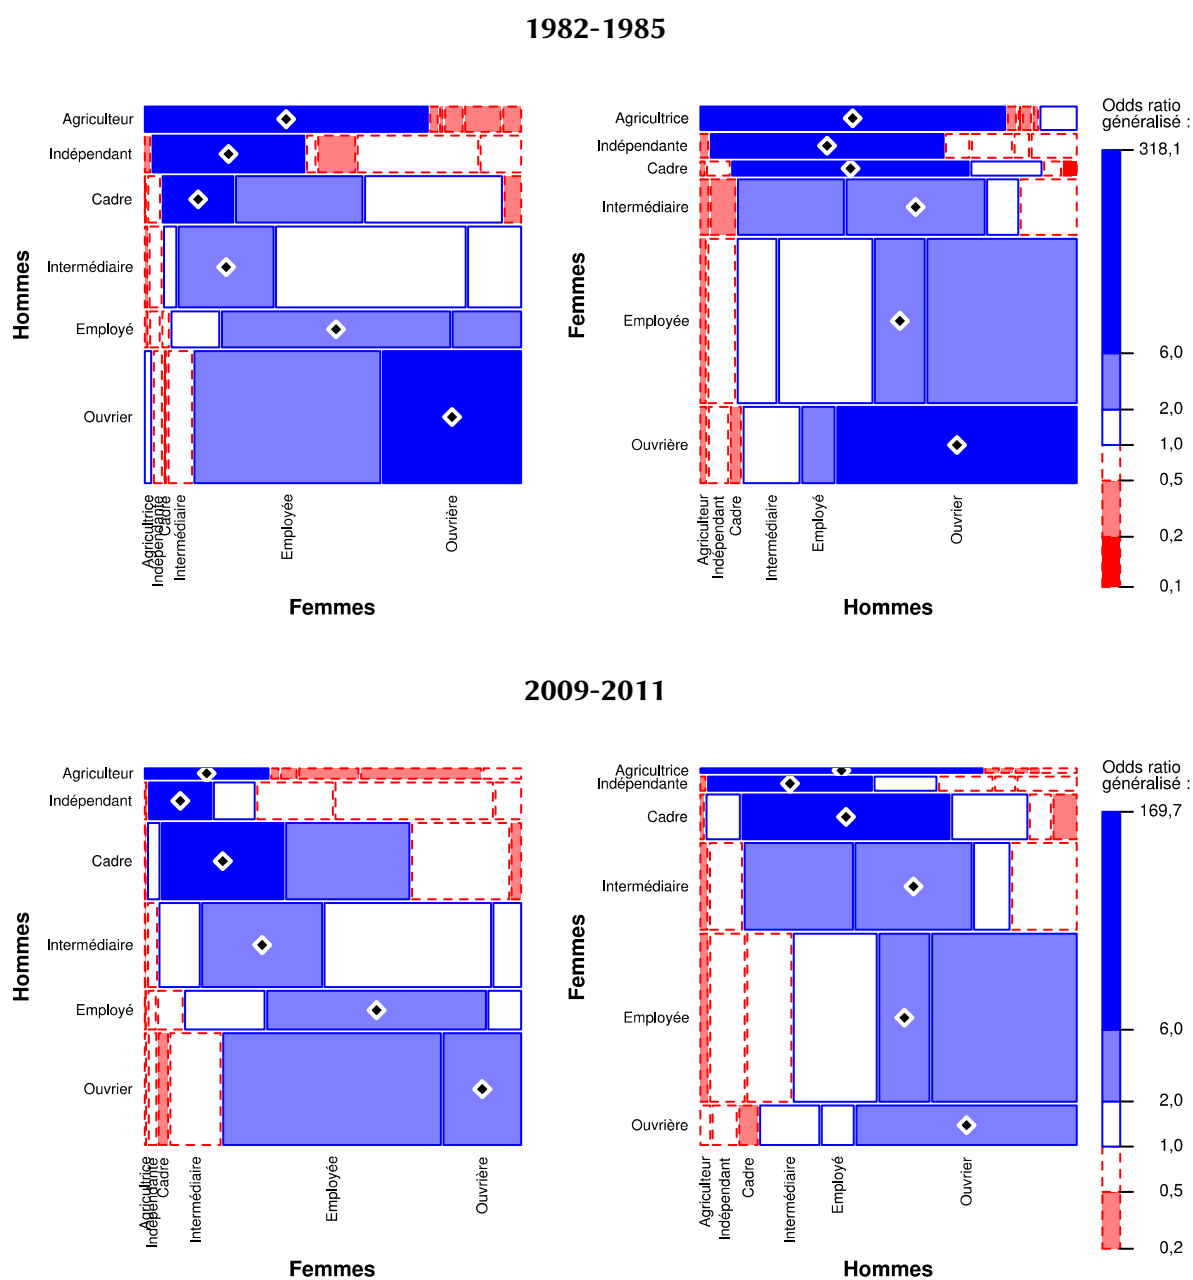 1982-1985
Hommes
Agriculteur
Indépendant
Cadre
Intermédiaire
Employé
Ouvrier
Agricultrice
Indépendante
Cadre
Intermédiaire
Employée
Ouvrière
Femmes
Femmes
Agricultrice
Indépendante
Cadre
Intermédiaire
Employée
Ouvrière
Agriculteur
Indépendant
Cadre
Intermédiaire
Employé
Ouvrier
Hommes
Odds ratio
généralisé :
318,1
6,0
2,0
1,0
0,5
0,2
0,1
2009-2011
Hommes
Agriculteur
Indépendant
Cadre
Intermédiaire
Employé
Ouvrier
Agricultrice
Indépendante
Cadre
Intermédiaire
Employée
Ouvrière
Femmes
Femmes
Agricultrice
Indépendante
Cadre
Intermédiaire
Employée
Ouvrière
Agriculteur
Indépendant
Cadre
Intermédiaire
Employé
Ouvrier
Hommes
Odds ratio
généralisé :
169,7
6,0
2,0
1,0
0,5
0,2